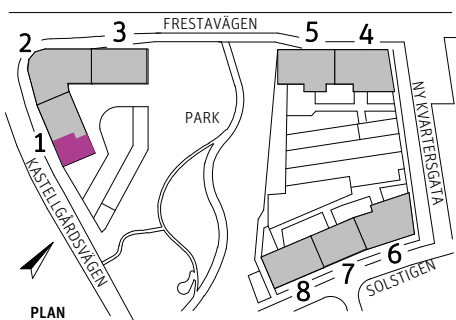 FRESTAVÄGEN
2
3
5
4
1
PARK
NY KVARTERSGATA
KASTELLGÅRDSVÄGEN
6
7
8
SOLSTIGEN
PLAN